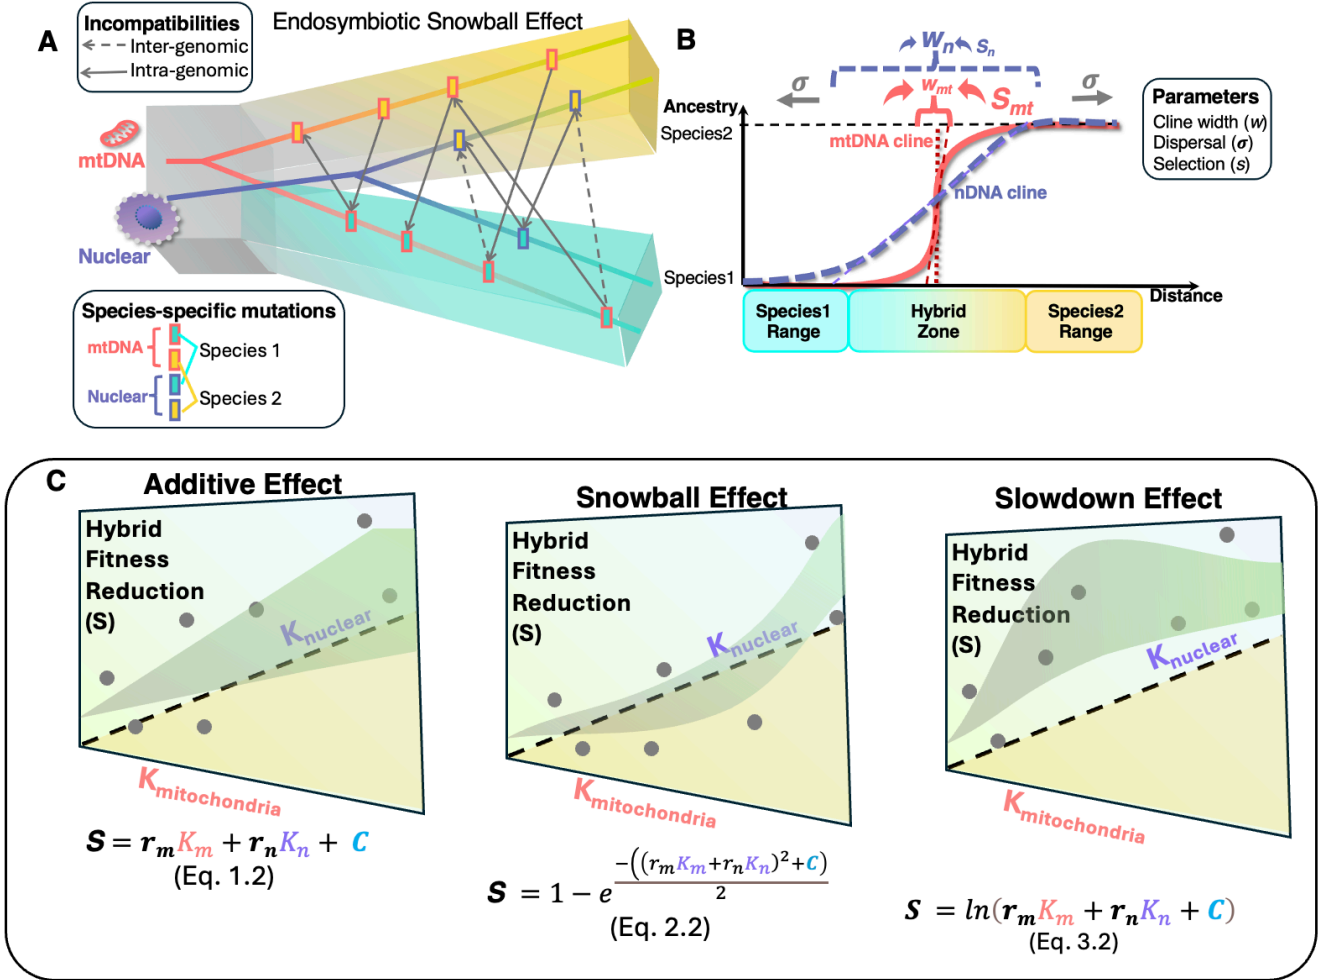 A
Endosymbiotic Snowball Effect
Incompatibilities
Inter-genomic
Intra-genomic
mtDNA
Nuclear
Species-specific mutations
mtDNA
Nuclear
Species 1
Species 2
B
wn
Sn
σ
wmt
Smt
σ
Ancestry
Species2
mtDNA cline
nDNA cline
Species1
Distance
Species1
Range
Hybrid
Zone
Species2
Range
Parameters
Cline width (w)
Dispersal (σ)
Selection (s)
C
Additive Effect
Hybrid
Fitness
Reduction
(S)
Knuclear
Kmitochondria
S = rmKm + rnKn + C
(Eq. 1.2)
Snowball Effect
Hybrid
Fitness
Reduction
(S)
Knuclear
Kmitochondria
S = 1 − e^(−((rmKm+rnKn)²+C)/2)
(Eq. 2.2)
Slowdown Effect
Hybrid
Fitness
Reduction
(S)
Knuclear
Kmitochondria
S = ln(rmKm + rnKn + C)
(Eq. 3.2)